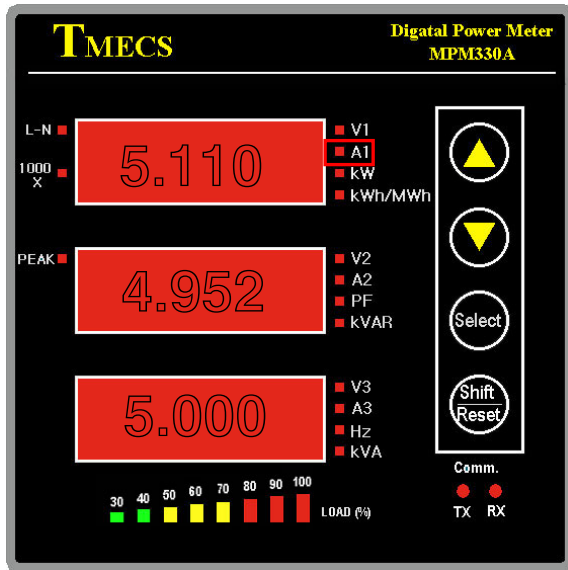 TMECS
Digatal Power Meter
MPM330A
L-N
1000
X
5.110
V1
A1
kW
kWh/MWh
PEAK
4.952
V2
A2
PF
kVAR
5.000
V3
A3
Hz
kVA
Select
Shift
Reset
Comm.
TX RX
30 40 50 60 70 80 90 100
LOAD (%)